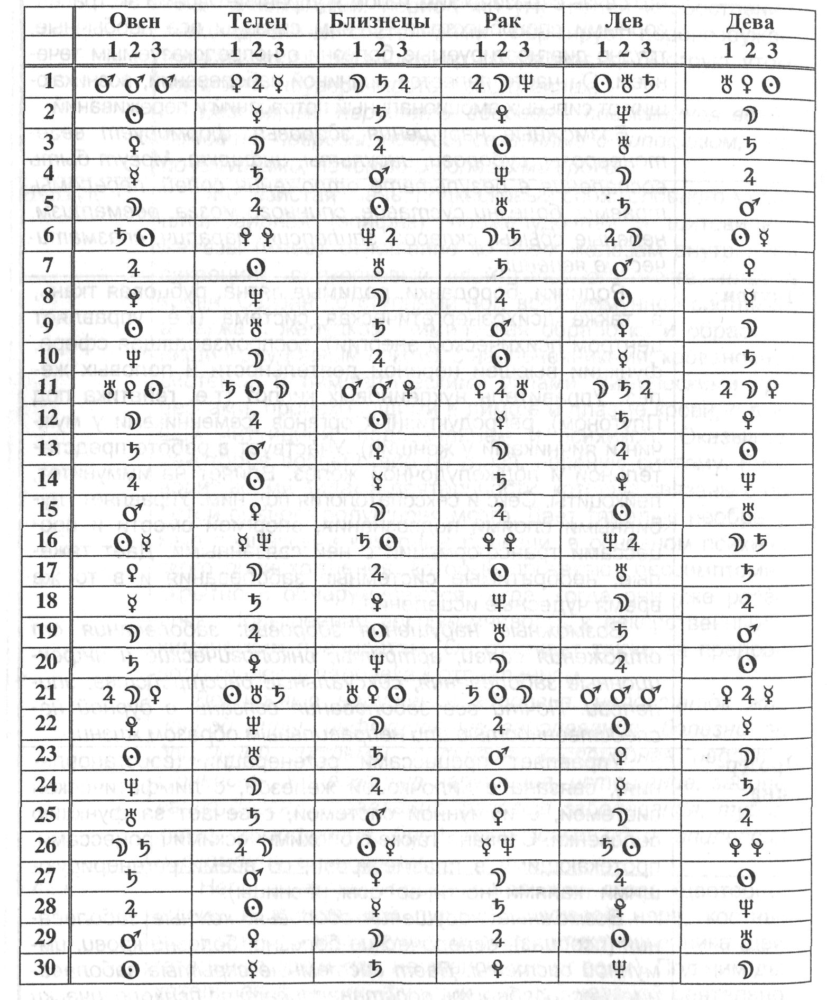 Овен Телец Близнецы Рак Лев Дева
1 2 3 1 2 3 1 2 3 1 2 3 1 2 3 1 2 3
1 ♂ ♂ ♂ ♀ ♃ ☿ ☽ ♄ ♃ ♃ ☽ ♆ ☉ ♅ ♄ ♅ ♀ ☉
2 ☉ ☿ ♄ ♀ ♆ ☽
3 ♀ ☽ ♃ ☉ ♅ ♄
4 ☿ ♄ ♂ ♆ ☽ ♃
5 ☽ ♃ ☉ ♅ ♄ ♂
6 ♄ ☉ ♇ ♇ ♆ ♃ ☽ ♄ ♃ ☽ ☉ ☿
7 ♃ ☉ ♅ ♄ ♂ ♀
8 ♇ ♆ ☽ ♃ ☉ ☿
9 ☉ ♅ ♄ ♂ ♀ ☽
10 ♆ ☽ ♃ ☉ ☿ ♄
11 ♅ ♀ ☉ ♄ ☉ ☽ ♂ ♂ ♇ ♀ ♃ ♅ ☽ ♄ ♃ ♃ ☽ ♀
12 ☽ ♃ ☉ ☿ ♄ ♇
13 ♄ ♂ ♀ ☽ ♃ ☉
14 ♃ ☉ ☿ ♄ ♇ ♆
15 ♂ ♀ ☽ ♃ ☉ ♅
16 ☉ ☿ ☿ ♆ ♄ ☉ ♇ ♇ ♆ ♃ ☽ ♄
17 ♀ ☽ ♃ ☉ ♅ ♄
18 ☿ ♄ ♇ ♆ ☽ ♃
19 ☽ ♃ ☉ ♅ ♄ ♂
20 ♄ ♇ ♆ ☽ ♃ ☉
21 ♃ ☽ ♀ ☉ ♅ ♄ ♅ ♀ ☉ ♄ ☉ ☽ ♂ ♂ ♂ ♀ ♃ ☿
22 ♇ ♆ ☽ ♃ ☉ ☿
23 ☉ ♅ ♄ ♂ ♀ ☽
24 ♆ ☽ ♃ ☉ ☿ ♄
25 ♅ ♄ ♂ ♀ ☽ ♃
26 ☽ ♄ ♃ ☽ ☉ ☿ ☿ ♆ ♄ ☉ ♇ ♇
27 ♄ ♂ ♀ ☽ ♃ ☉
28 ♃ ☉ ☿ ♄ ♇ ♆
29 ♂ ♀ ☽ ♃ ☉ ♅
30 ☉ ☿ ♄ ♇ ♆ ☽